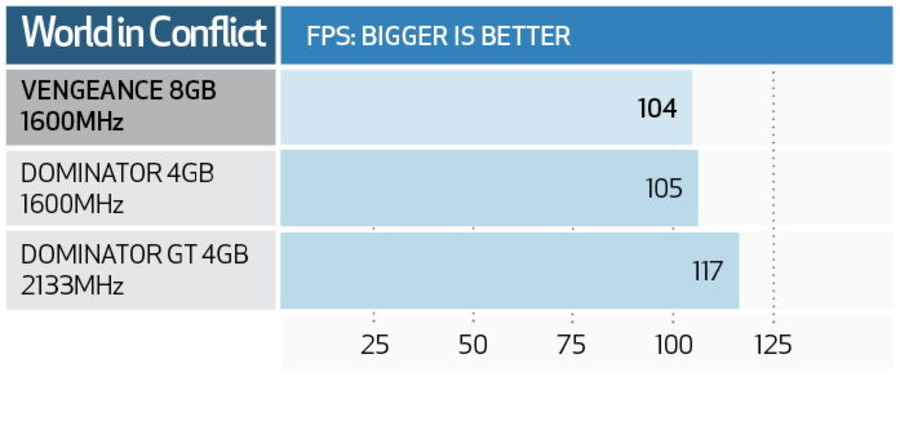 World in Conflict
FPS: BIGGER IS BETTER
VENGEANCE 8GB
1600MHz
104
DOMINATOR 4GB
1600MHz
105
DOMINATOR GT 4GB
2133MHz
117
25 50 75 100 125